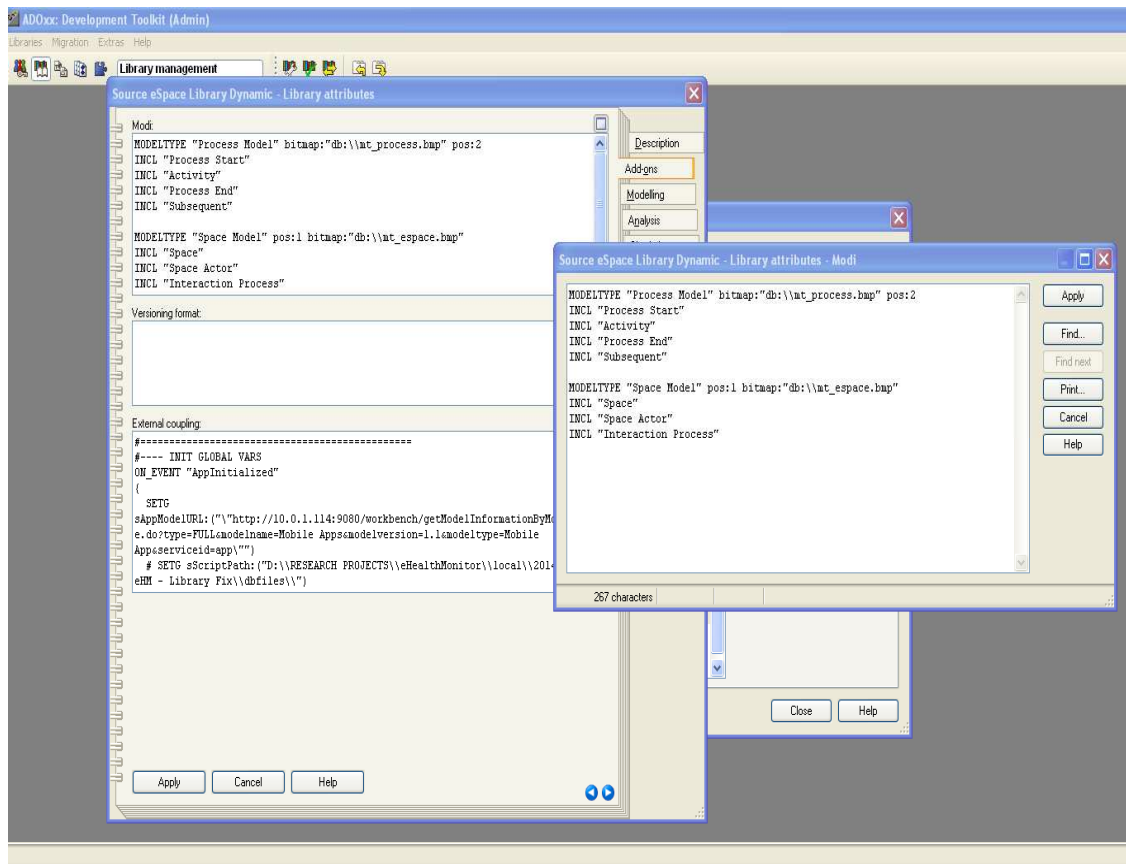 ADOxx: Development Toolkit (Admin)
Libraries Migration Extras Help
Library management
Source eSpace Library Dynamic - Library attributes
Modi:
MODELTYPE "Process Model" bitmap:"db:\\mt_process.bmp" pos:2
INCL "Process Start"
INCL "Activity"
INCL "Process End"
INCL "Subsequent"
MODELTYPE "Space Model" pos:1 bitmap:"db:\\mt_espace.bmp"
INCL "Space"
INCL "Space Actor"
INCL "Interaction Process"
Versioning format:
External coupling:
#===============================================
#---- INIT GLOBAL VARS
ON_EVENT "AppInitialized"
{
SETG
sAppModelURL:("\"http://10.0.1.114:9080/workbench/getModelInformationByMo
e.do?type=FULL&modelname=Mobile Apps&modelversion=1.1&modeltype=Mobile
App&serviceid=app\"")
# SETG sScriptPath:("D:\\RESEARCH PROJECTS\\eHealthMonitor\\local\\2014
eHM - Library Fix\\dbfiles\\")
Apply Cancel Help
Description
Add-ons
Modelling
Analysis
Source eSpace Library Dynamic - Library attributes - Modi
MODELTYPE "Process Model" bitmap:"db:\\mt_process.bmp" pos:2
INCL "Process Start"
INCL "Activity"
INCL "Process End"
INCL "Subsequent"
MODELTYPE "Space Model" pos:1 bitmap:"db:\\mt_espace.bmp"
INCL "Space"
INCL "Space Actor"
INCL "Interaction Process"
Apply
Find...
Find next
Print...
Cancel
Help
267 characters
Close Help